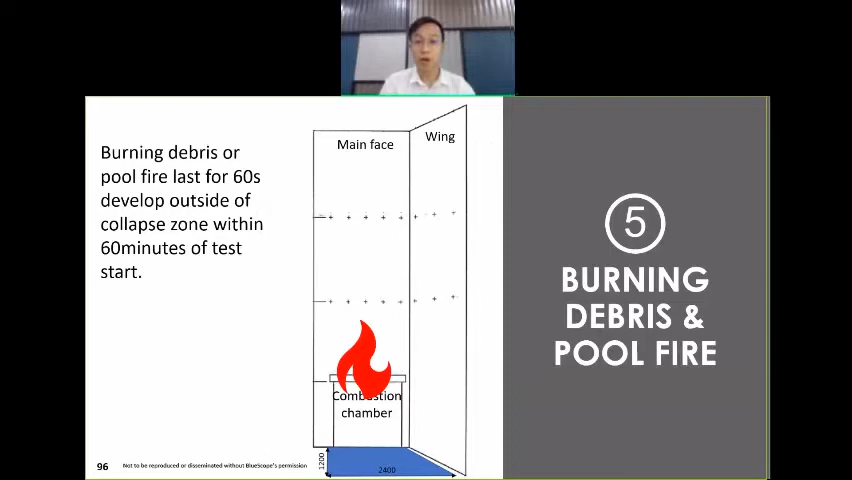 Burning debris or
pool fire last for 60s
develop outside of
collapse zone within
60minutes of test
start.
Main face
Wing
Combustion
chamber
1200
2400
5
BURNING
DEBRIS &
POOL FIRE
96
Not to be reproduced or disseminated without BlueScope's permission